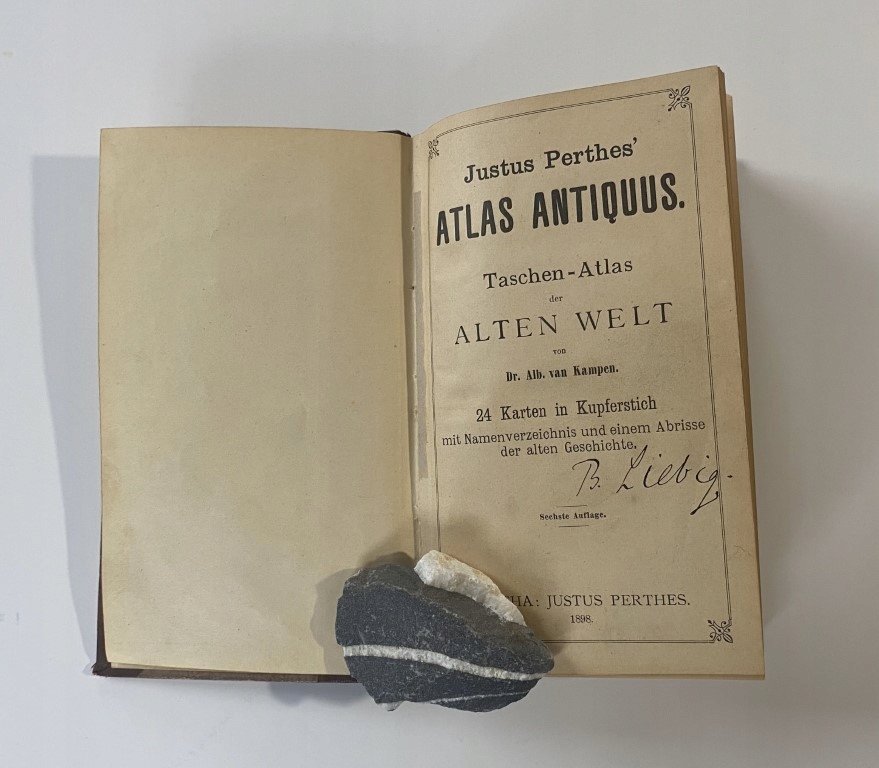 Justus Perthes'
ATLAS ANTIQUUS.
Taschen-Atlas
der
ALTEN WELT
von
Dr. Alb. van Kampen.
24 Karten in Kupferstich
mit Namenverzeichnis und einem Abrisse
der alten Geschichte.
B. Liebig.
Sechste Auflage.
JUSTUS PERTHES.
1898.